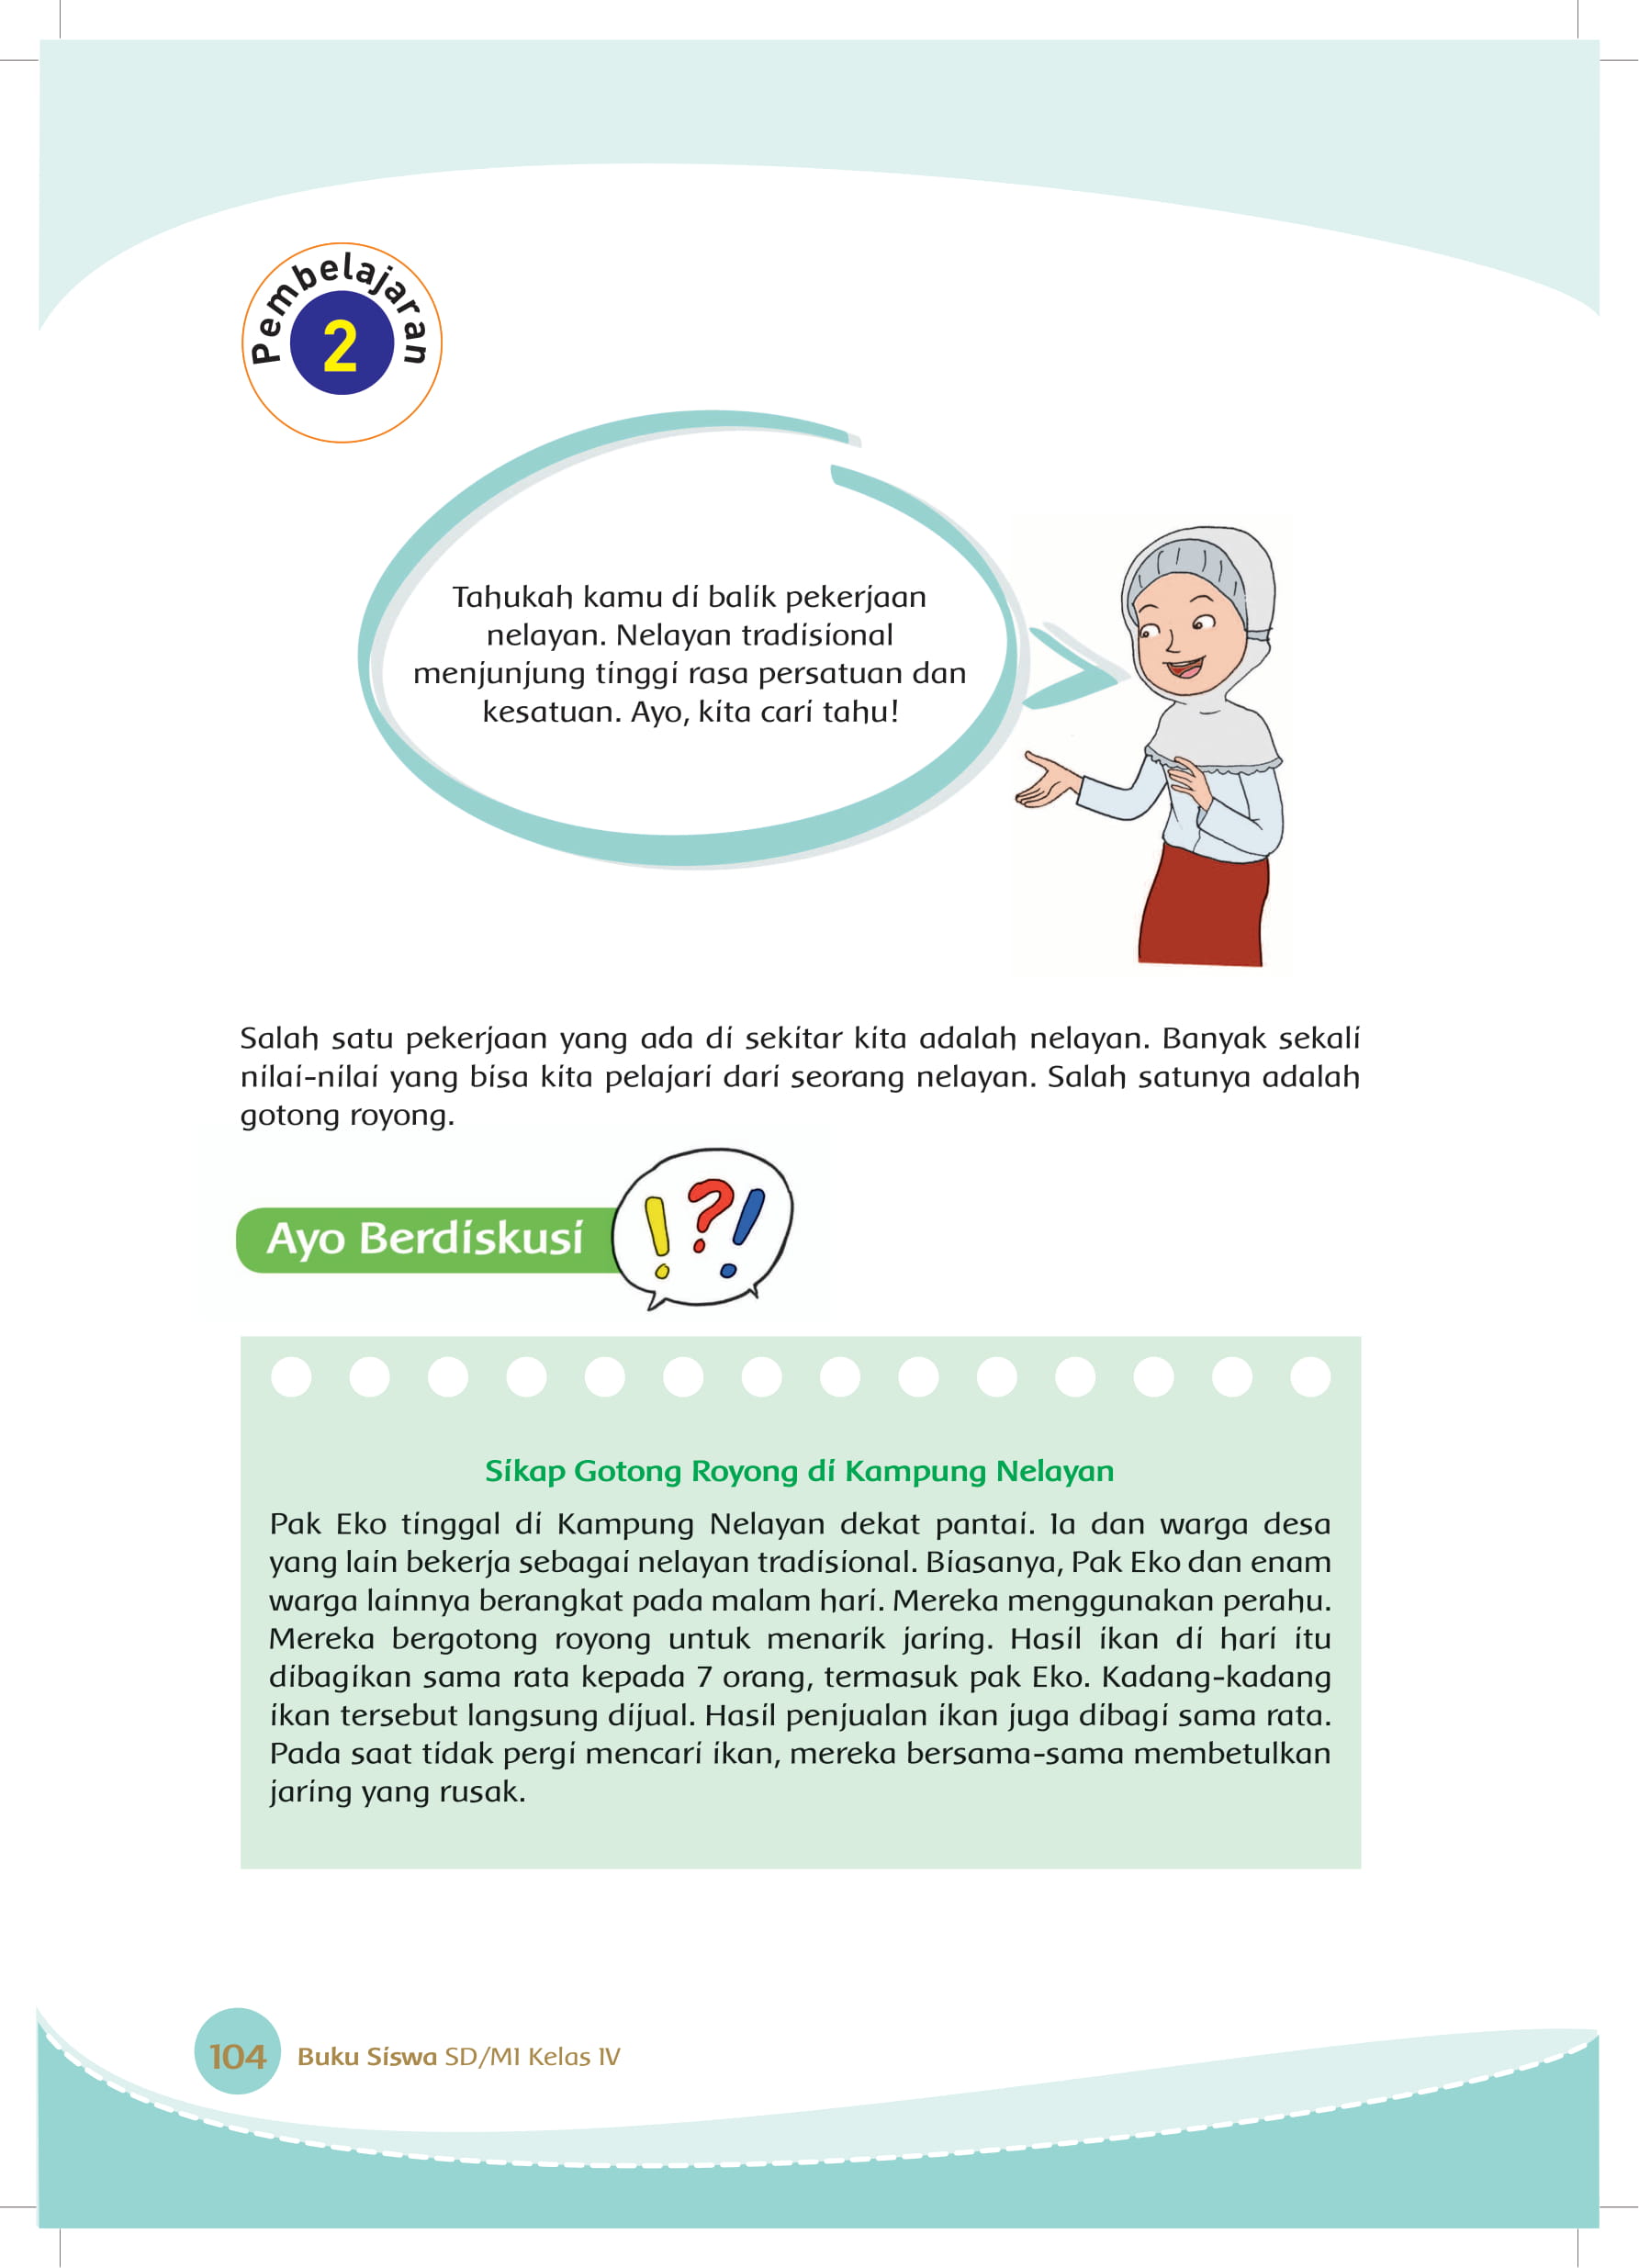 Pembelajaran
2
Tahukah kamu di balik pekerjaan
nelayan. Nelayan tradisional
menjunjung tinggi rasa persatuan dan
kesatuan. Ayo, kita cari tahu!
Salah satu pekerjaan yang ada di sekitar kita adalah nelayan. Banyak sekali
nilai-nilai yang bisa kita pelajari dari seorang nelayan. Salah satunya adalah
gotong royong.
Ayo Berdiskusi
!?!
Sikap Gotong Royong di Kampung Nelayan
Pak Eko tinggal di Kampung Nelayan dekat pantai. Ia dan warga desa
yang lain bekerja sebagai nelayan tradisional. Biasanya, Pak Eko dan enam
warga lainnya berangkat pada malam hari. Mereka menggunakan perahu.
Mereka bergotong royong untuk menarik jaring. Hasil ikan di hari itu
dibagikan sama rata kepada 7 orang, termasuk pak Eko. Kadang-kadang
ikan tersebut langsung dijual. Hasil penjualan ikan juga dibagi sama rata.
Pada saat tidak pergi mencari ikan, mereka bersama-sama membetulkan
jaring yang rusak.
104 Buku Siswa SD/MI Kelas IV